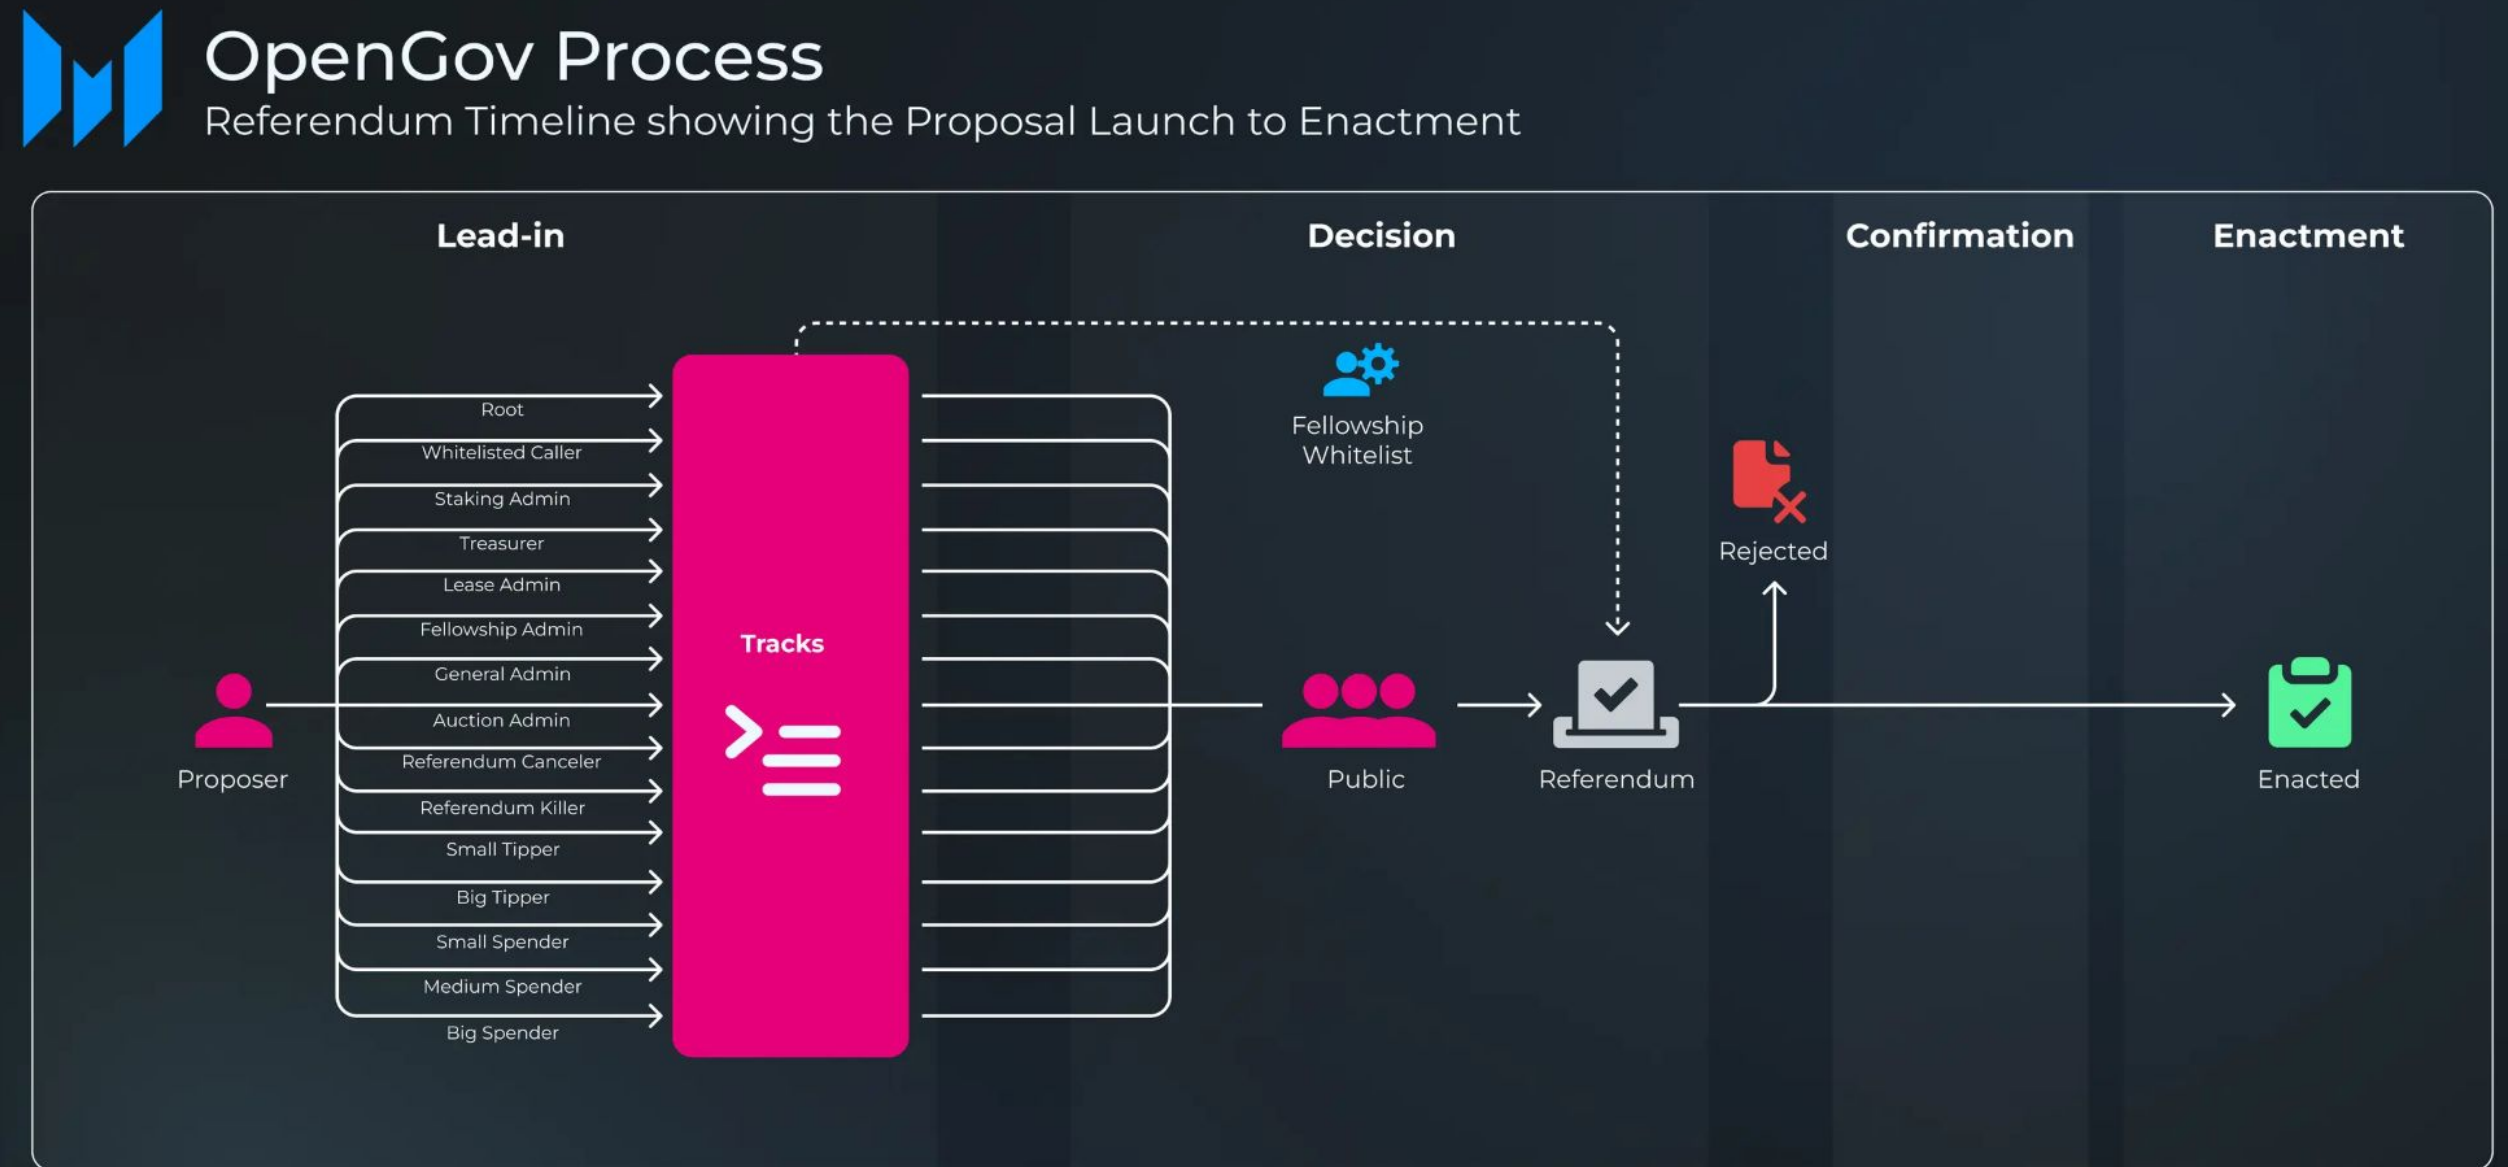 OpenGov Process
Referendum Timeline showing the Proposal Launch to Enactment
Lead-in
Decision
Confirmation
Enactment
Proposer
Root
Whitelisted Caller
Staking Admin
Treasurer
Lease Admin
Fellowship Admin
General Admin
Auction Admin
Referendum Canceler
Referendum Killer
Small Tipper
Big Tipper
Small Spender
Medium Spender
Big Spender
Tracks
Fellowship
Whitelist
Public
Referendum
Rejected
Enacted